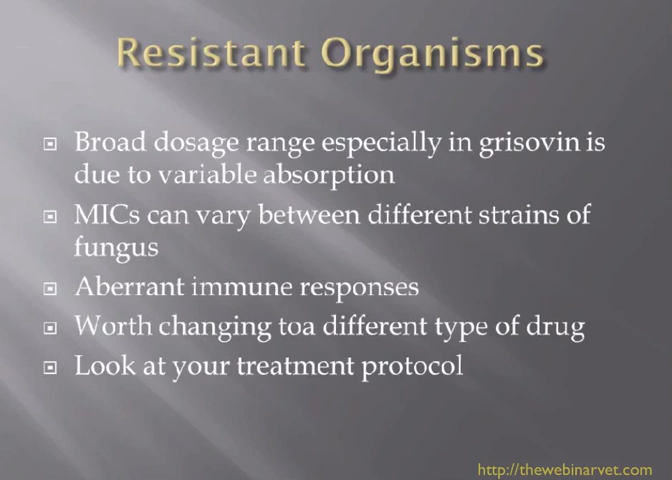 Resistant Organisms
Broad dosage range especially in grisovin is
due to variable absorption
MICs can vary between different strains of
fungus
Aberrant immune responses
Worth changing toa different type of drug
Look at your treatment protocol
http://thewebinarvet.com